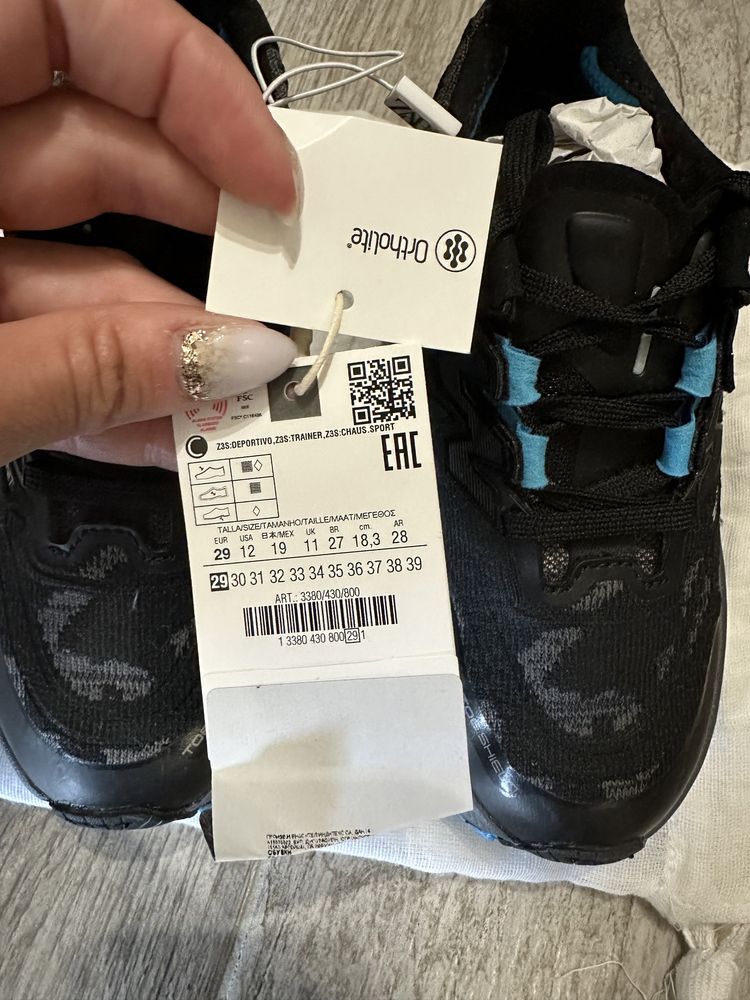 Ortholite®
FSC
MIX
Z3S:DEPORTIVO,Z3S:TRAINER,Z3S:CHAUS.SPORT
EAC
TALLA/SIZE/TAMANHO/TAILLE/MAAT/ΜΕΓΕΘΟΣ
EUR USA 日本/MEX UK BR cm. AR
29 12 19 11 27 18,3 28
29 30 31 32 33 34 35 36 37 38 39
ART.: 3380/430/800
1 3380 430 800 29 1
ОБУВКИ